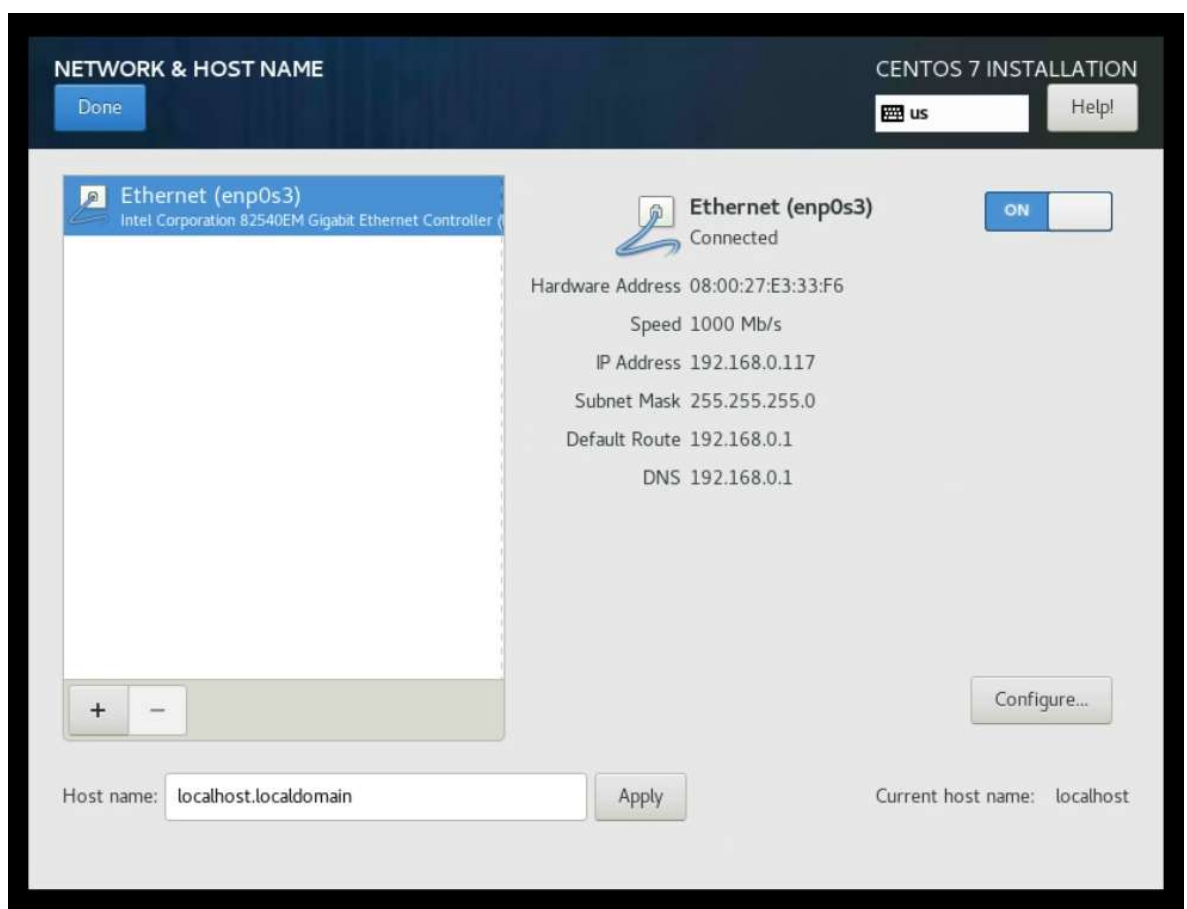 NETWORK & HOST NAME
CENTOS 7 INSTALLATION
Done
us
Help!
Ethernet (enp0s3)
Intel Corporation 82540EM Gigabit Ethernet Controller (
Ethernet (enp0s3)
Connected
ON
Hardware Address 08:00:27:E3:33:F6
Speed 1000 Mb/s
IP Address 192.168.0.117
Subnet Mask 255.255.255.0
Default Route 192.168.0.1
DNS 192.168.0.1
+ −
Configure...
Host name: localhost.localdomain
Apply
Current host name: localhost